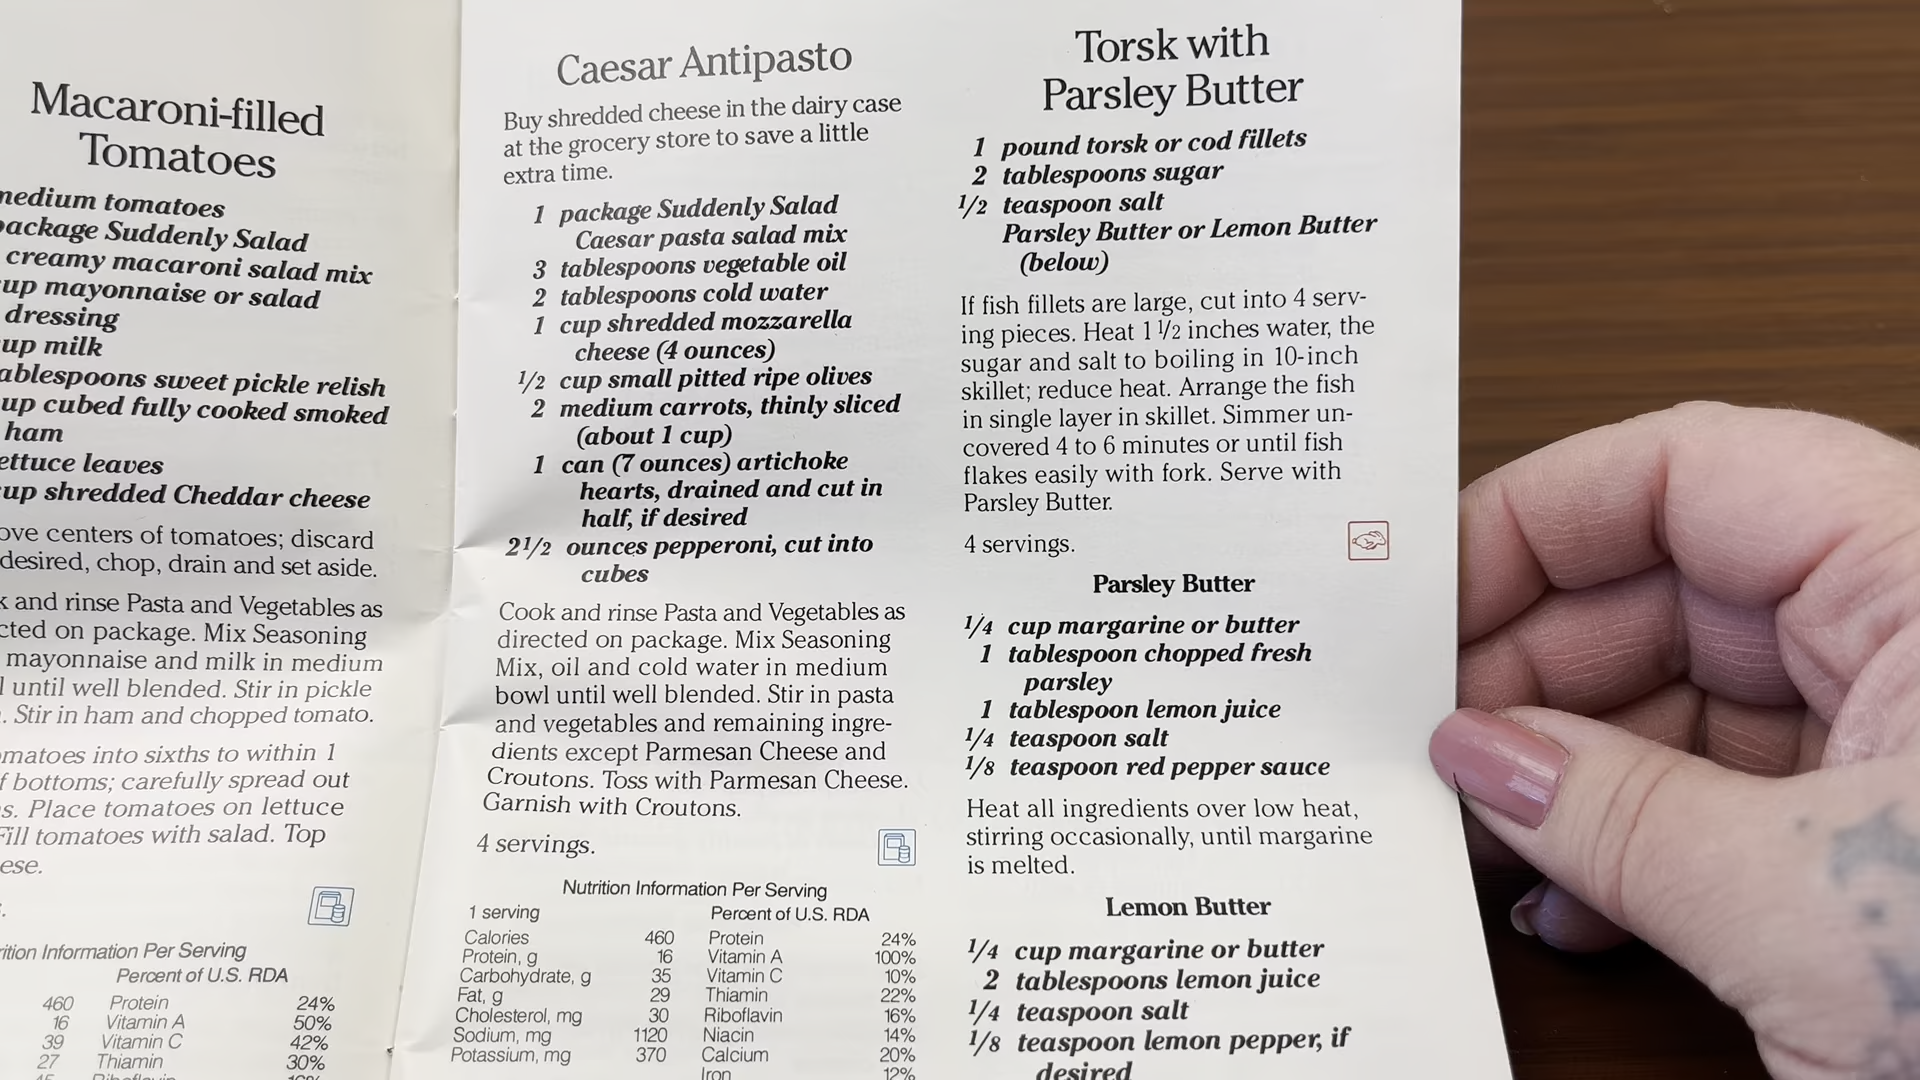 Macaroni-filled
Tomatoes
medium tomatoes
package Suddenly Salad
creamy macaroni salad mix
mayonnaise or salad
dressing
milk
sweet pickle relish
cubed fully cooked smoked
ham
leaves
shredded Cheddar cheese
centers of tomatoes; discard
desired, chop, drain and set aside.
and rinse Pasta and Vegetables as
on package. Mix Seasoning
mayonnaise and milk in medium
until well blended. Stir in pickle
. Stir in ham and chopped tomato.
into sixths to within 1
bottoms; carefully spread out
Place tomatoes on lettuce
Fill tomatoes with salad. Top
Information Per Serving
Percent of U.S. RDA
460 Protein 24%
16 Vitamin A 50%
39 Vitamin C 42%
27 Thiamin 30%
Caesar Antipasto
Buy shredded cheese in the dairy case
at the grocery store to save a little
extra time.
1 package Suddenly Salad
Caesar pasta salad mix
3 tablespoons vegetable oil
2 tablespoons cold water
1 cup shredded mozzarella
cheese (4 ounces)
1/2 cup small pitted ripe olives
2 medium carrots, thinly sliced
(about 1 cup)
1 can (7 ounces) artichoke
hearts, drained and cut in
half, if desired
2 1/2 ounces pepperoni, cut into
cubes
Cook and rinse Pasta and Vegetables as
directed on package. Mix Seasoning
Mix, oil and cold water in medium
bowl until well blended. Stir in pasta
and vegetables and remaining ingre-
dients except Parmesan Cheese and
Croutons. Toss with Parmesan Cheese.
Garnish with Croutons.
4 servings.
Nutrition Information Per Serving
1 serving Percent of U.S. RDA
Calories 460 Protein 24%
Protein, g 16 Vitamin A 100%
Carbohydrate, g 35 Vitamin C 10%
Fat, g 29 Thiamin 22%
Cholesterol, mg 30 Riboflavin 16%
Sodium, mg 1120 Niacin 14%
Potassium, mg 370 Calcium 20%
Iron 12%
Torsk with
Parsley Butter
1 pound torsk or cod fillets
2 tablespoons sugar
1/2 teaspoon salt
Parsley Butter or Lemon Butter
(below)
If fish fillets are large, cut into 4 serv-
ing pieces. Heat 1 1/2 inches water, the
sugar and salt to boiling in 10-inch
skillet; reduce heat. Arrange the fish
in single layer in skillet. Simmer un-
covered 4 to 6 minutes or until fish
flakes easily with fork. Serve with
Parsley Butter.
4 servings.
Parsley Butter
1/4 cup margarine or butter
1 tablespoon chopped fresh
parsley
1 tablespoon lemon juice
1/4 teaspoon salt
1/8 teaspoon red pepper sauce
Heat all ingredients over low heat,
stirring occasionally, until margarine
is melted.
Lemon Butter
1/4 cup margarine or butter
2 tablespoons lemon juice
1/4 teaspoon salt
1/8 teaspoon lemon pepper, if
desired